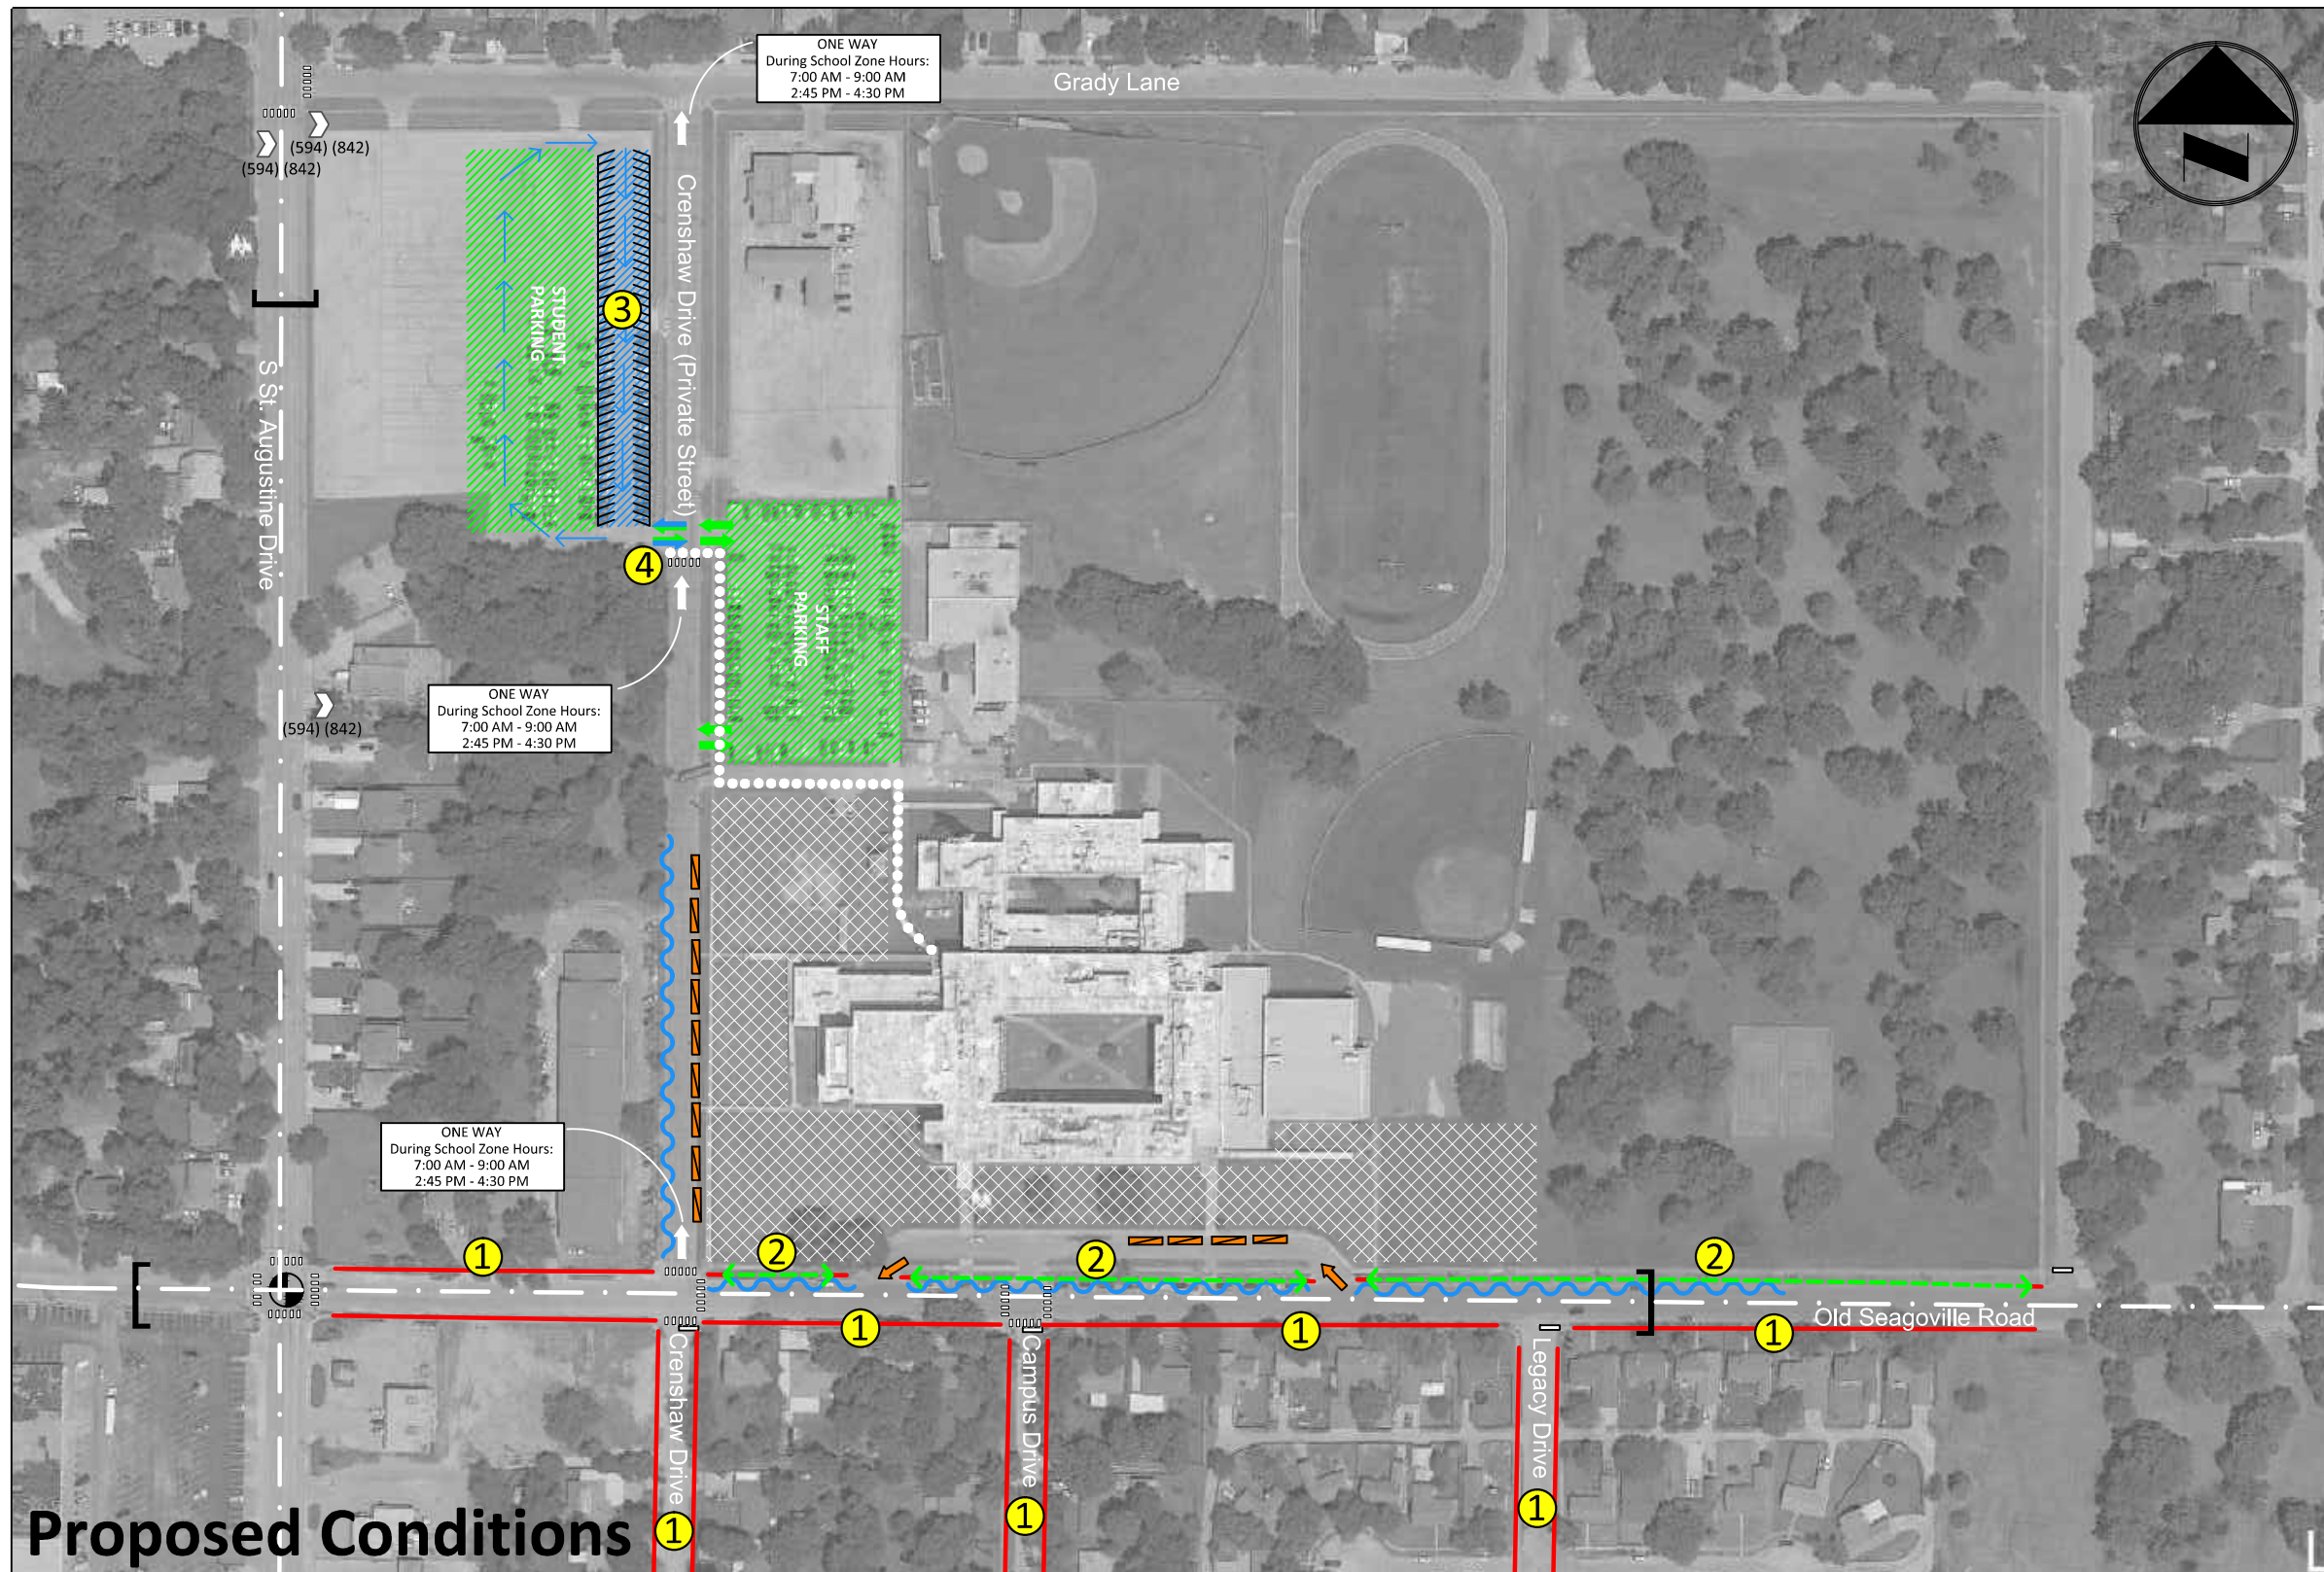 ONE WAY
During School Zone Hours:
7:00 AM - 9:00 AM
2:45 PM - 4:30 PM
Grady Lane
(594) (842)
(594) (842)
Crenshaw Drive (Private Street)
STUDENT
PARKING
3
S St. Augustine Drive
4
STAFF
PARKING
ONE WAY
During School Zone Hours:
7:00 AM - 9:00 AM
2:45 PM - 4:30 PM
(594) (842)
ONE WAY
During School Zone Hours:
7:00 AM - 9:00 AM
2:45 PM - 4:30 PM
1
2
2
2
Old Seagoville Road
1
1
1
Crenshaw Drive
Campus Drive
Legacy Drive
1
1
1
Proposed Conditions